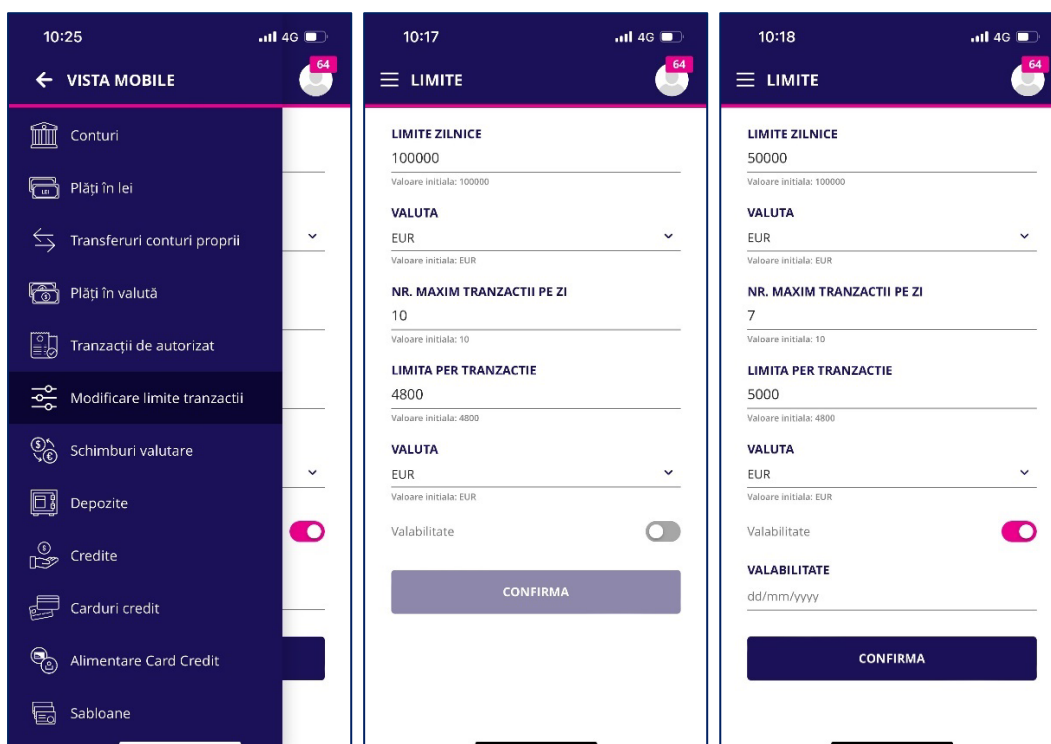 10:25
4G
VISTA MOBILE
64
Conturi
Plăți în lei
Transferuri conturi proprii
Plăți în valută
Tranzacții de autorizat
Modificare limite tranzactii
Schimburi valutare
Depozite
Credite
Carduri credit
Alimentare Card Credit
Sabloane
10:17
4G
LIMITE
64
LIMITE ZILNICE
100000
Valoare initiala: 100000
VALUTA
EUR
Valoare initiala: EUR
NR. MAXIM TRANZACTII PE ZI
10
Valoare initiala: 10
LIMITA PER TRANZACTIE
4800
Valoare initiala: 4800
VALUTA
EUR
Valoare initiala: EUR
Valabilitate
CONFIRMA
10:18
4G
LIMITE
64
LIMITE ZILNICE
50000
Valoare initiala: 100000
VALUTA
EUR
Valoare initiala: EUR
NR. MAXIM TRANZACTII PE ZI
7
Valoare initiala: 10
LIMITA PER TRANZACTIE
5000
Valoare initiala: 4800
VALUTA
EUR
Valoare initiala: EUR
Valabilitate
VALABILITATE
dd/mm/yyyy
CONFIRMA